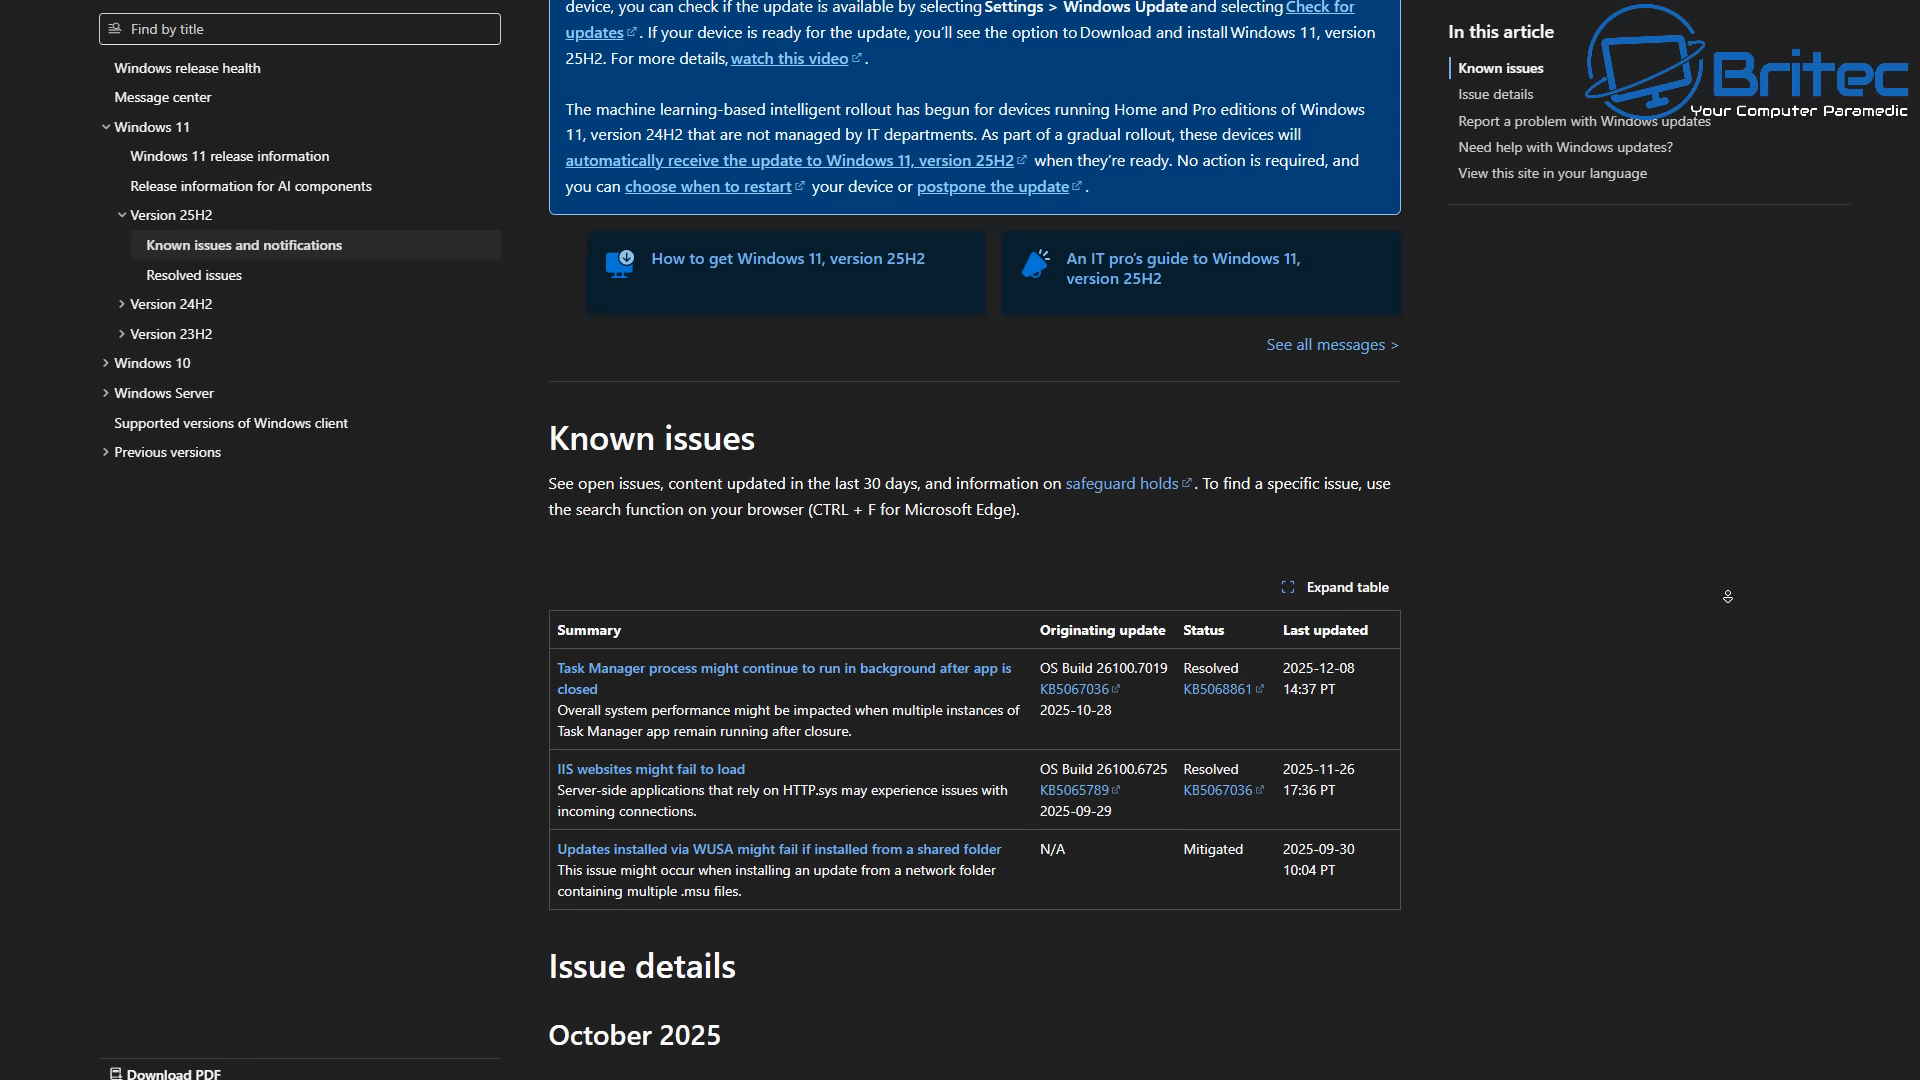 Find by title
Windows release health
Message center
Windows 11
Windows 11 release information
Release information for AI components
Version 25H2
Known issues and notifications
Resolved issues
Version 24H2
Version 23H2
Windows 10
Windows Server
Supported versions of Windows client
Previous versions
Download PDF
device, you can check if the update is available by selecting Settings > Windows Update and selecting Check for
updates. If your device is ready for the update, you'll see the option to Download and install Windows 11, version
25H2. For more details, watch this video.
The machine learning-based intelligent rollout has begun for devices running Home and Pro editions of Windows
11, version 24H2 that are not managed by IT departments. As part of a gradual rollout, these devices will
automatically receive the update to Windows 11, version 25H2 when they're ready. No action is required, and
you can choose when to restart your device or postpone the update.
How to get Windows 11, version 25H2
An IT pro's guide to Windows 11,
version 25H2
See all messages >
Known issues
See open issues, content updated in the last 30 days, and information on safeguard holds. To find a specific issue, use
the search function on your browser (CTRL + F for Microsoft Edge).
Expand table
Summary Originating update Status Last updated
Task Manager process might continue to run in background after app is OS Build 26100.7019 Resolved 2025-12-08
closed KB5067036 KB5068861 14:37 PT
Overall system performance might be impacted when multiple instances of 2025-10-28
Task Manager app remain running after closure.
IIS websites might fail to load OS Build 26100.6725 Resolved 2025-11-26
Server-side applications that rely on HTTP.sys may experience issues with KB5065789 KB5067036 17:36 PT
incoming connections. 2025-09-29
Updates installed via WUSA might fail if installed from a shared folder N/A Mitigated 2025-09-30
This issue might occur when installing an update from a network folder 10:04 PT
containing multiple .msu files.
Issue details
October 2025
In this article
Known issues
Issue details
Report a problem with Windows updates
Need help with Windows updates?
View this site in your language
Britec
Your Computer Paramedic